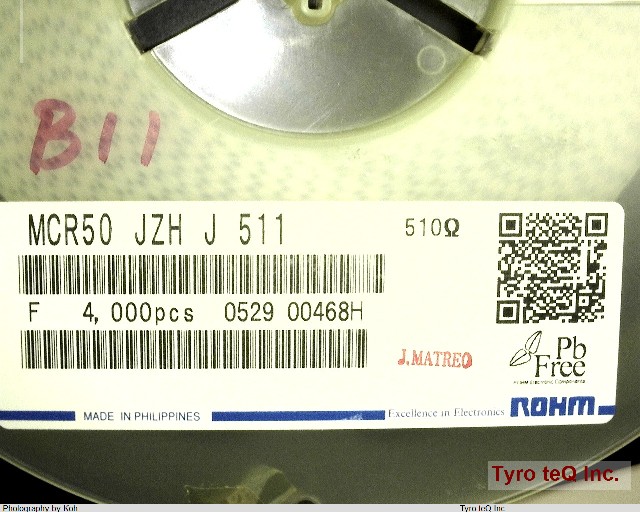 B11
MCR50 JZH J 511
510Ω
F 4,000pcs 0529 00468H
J.MATREO
Pb
Free
MADE IN PHILIPPINES
Excellence in Electronics
ROHM
Tyro teQ Inc.
Photography by Koh
Tyro teQ Inc